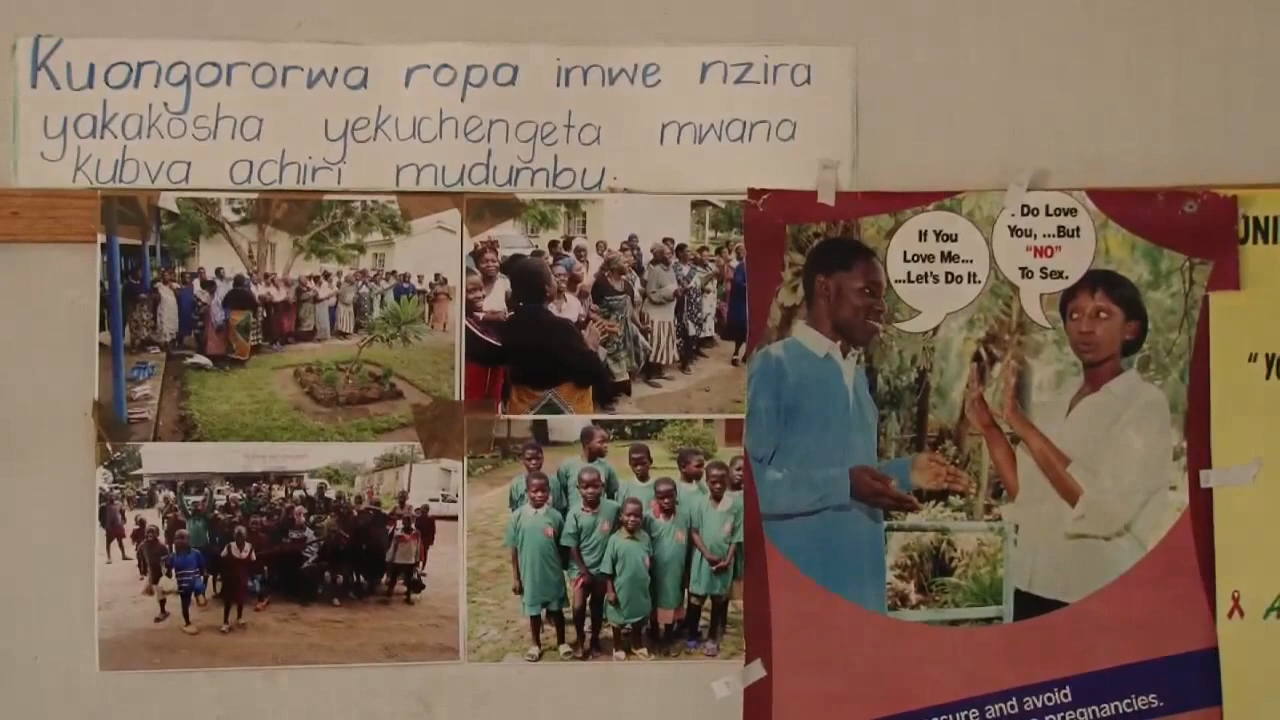 Kuongororwa ropa imwe nzira
yakakosha yekuchengeta mwana
kubva achiri mudumbu.
If You
Love Me...
...Let's Do It.
. Do Love
You, ...But
"NO"
To Sex.
and avoid
pregnancies.